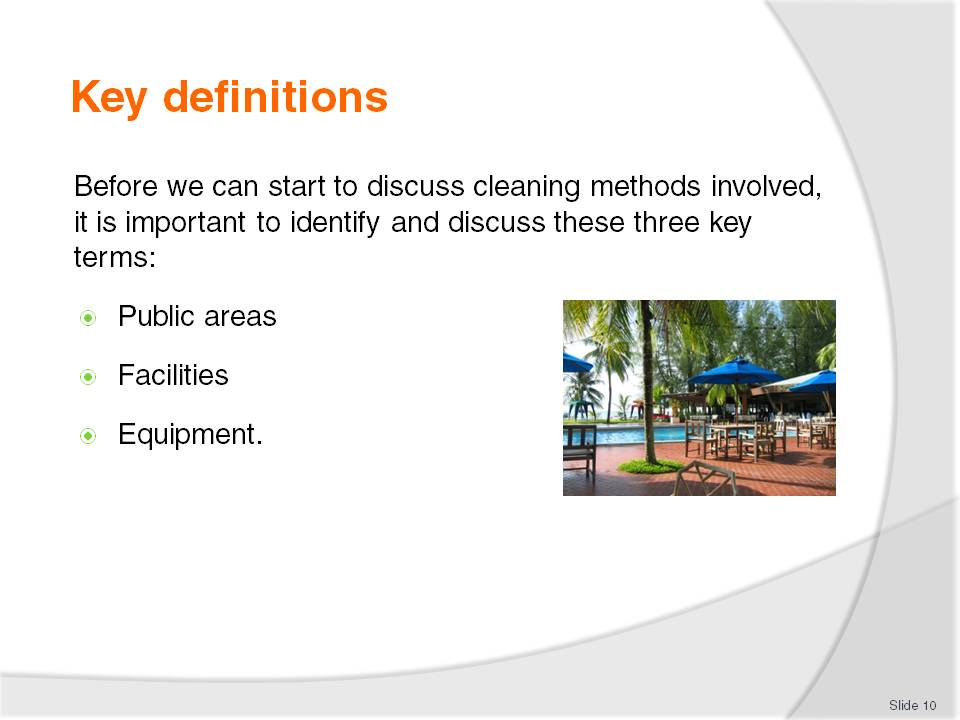 Key definitions
Before we can start to discuss cleaning methods involved,
it is important to identify and discuss these three key
terms:
Public areas
Facilities
Equipment.
Slide 10